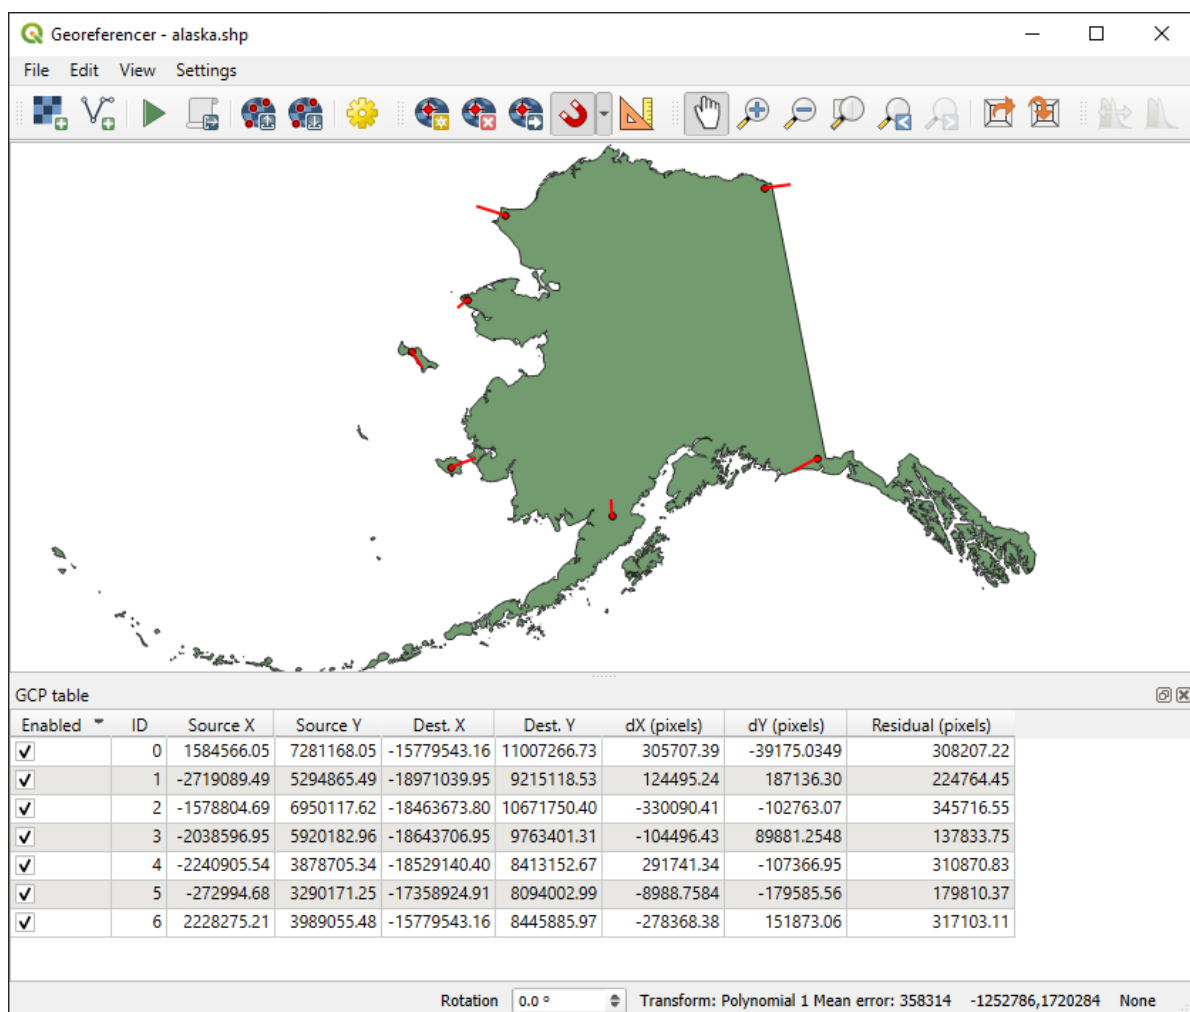 Georeferencer - alaska.shp
File Edit View Settings
GCP table
Enabled ID Source X Source Y Dest. X Dest. Y dX (pixels) dY (pixels) Residual (pixels)
0 1584566.05 7281168.05 -15779543.16 11007266.73 305707.39 -39175.0349 308207.22
1 -2719089.49 5294865.49 -18971039.95 9215118.53 124495.24 187136.30 224764.45
2 -1578804.69 6950117.62 -18463673.80 10671750.40 -330090.41 -102763.07 345716.55
3 -2038596.95 5920182.96 -18643706.95 9763401.31 -104496.43 89881.2548 137833.75
4 -2240905.54 3878705.34 -18529140.40 8413152.67 291741.34 -107366.95 310870.83
5 -272994.68 3290171.25 -17358924.91 8094002.99 -8988.7584 -179585.56 179810.37
6 2228275.21 3989055.48 -15779543.16 8445885.97 -278368.38 151873.06 317103.11
Rotation 0.0 ° Transform: Polynomial 1 Mean error: 358314 -1252786,1720284 None